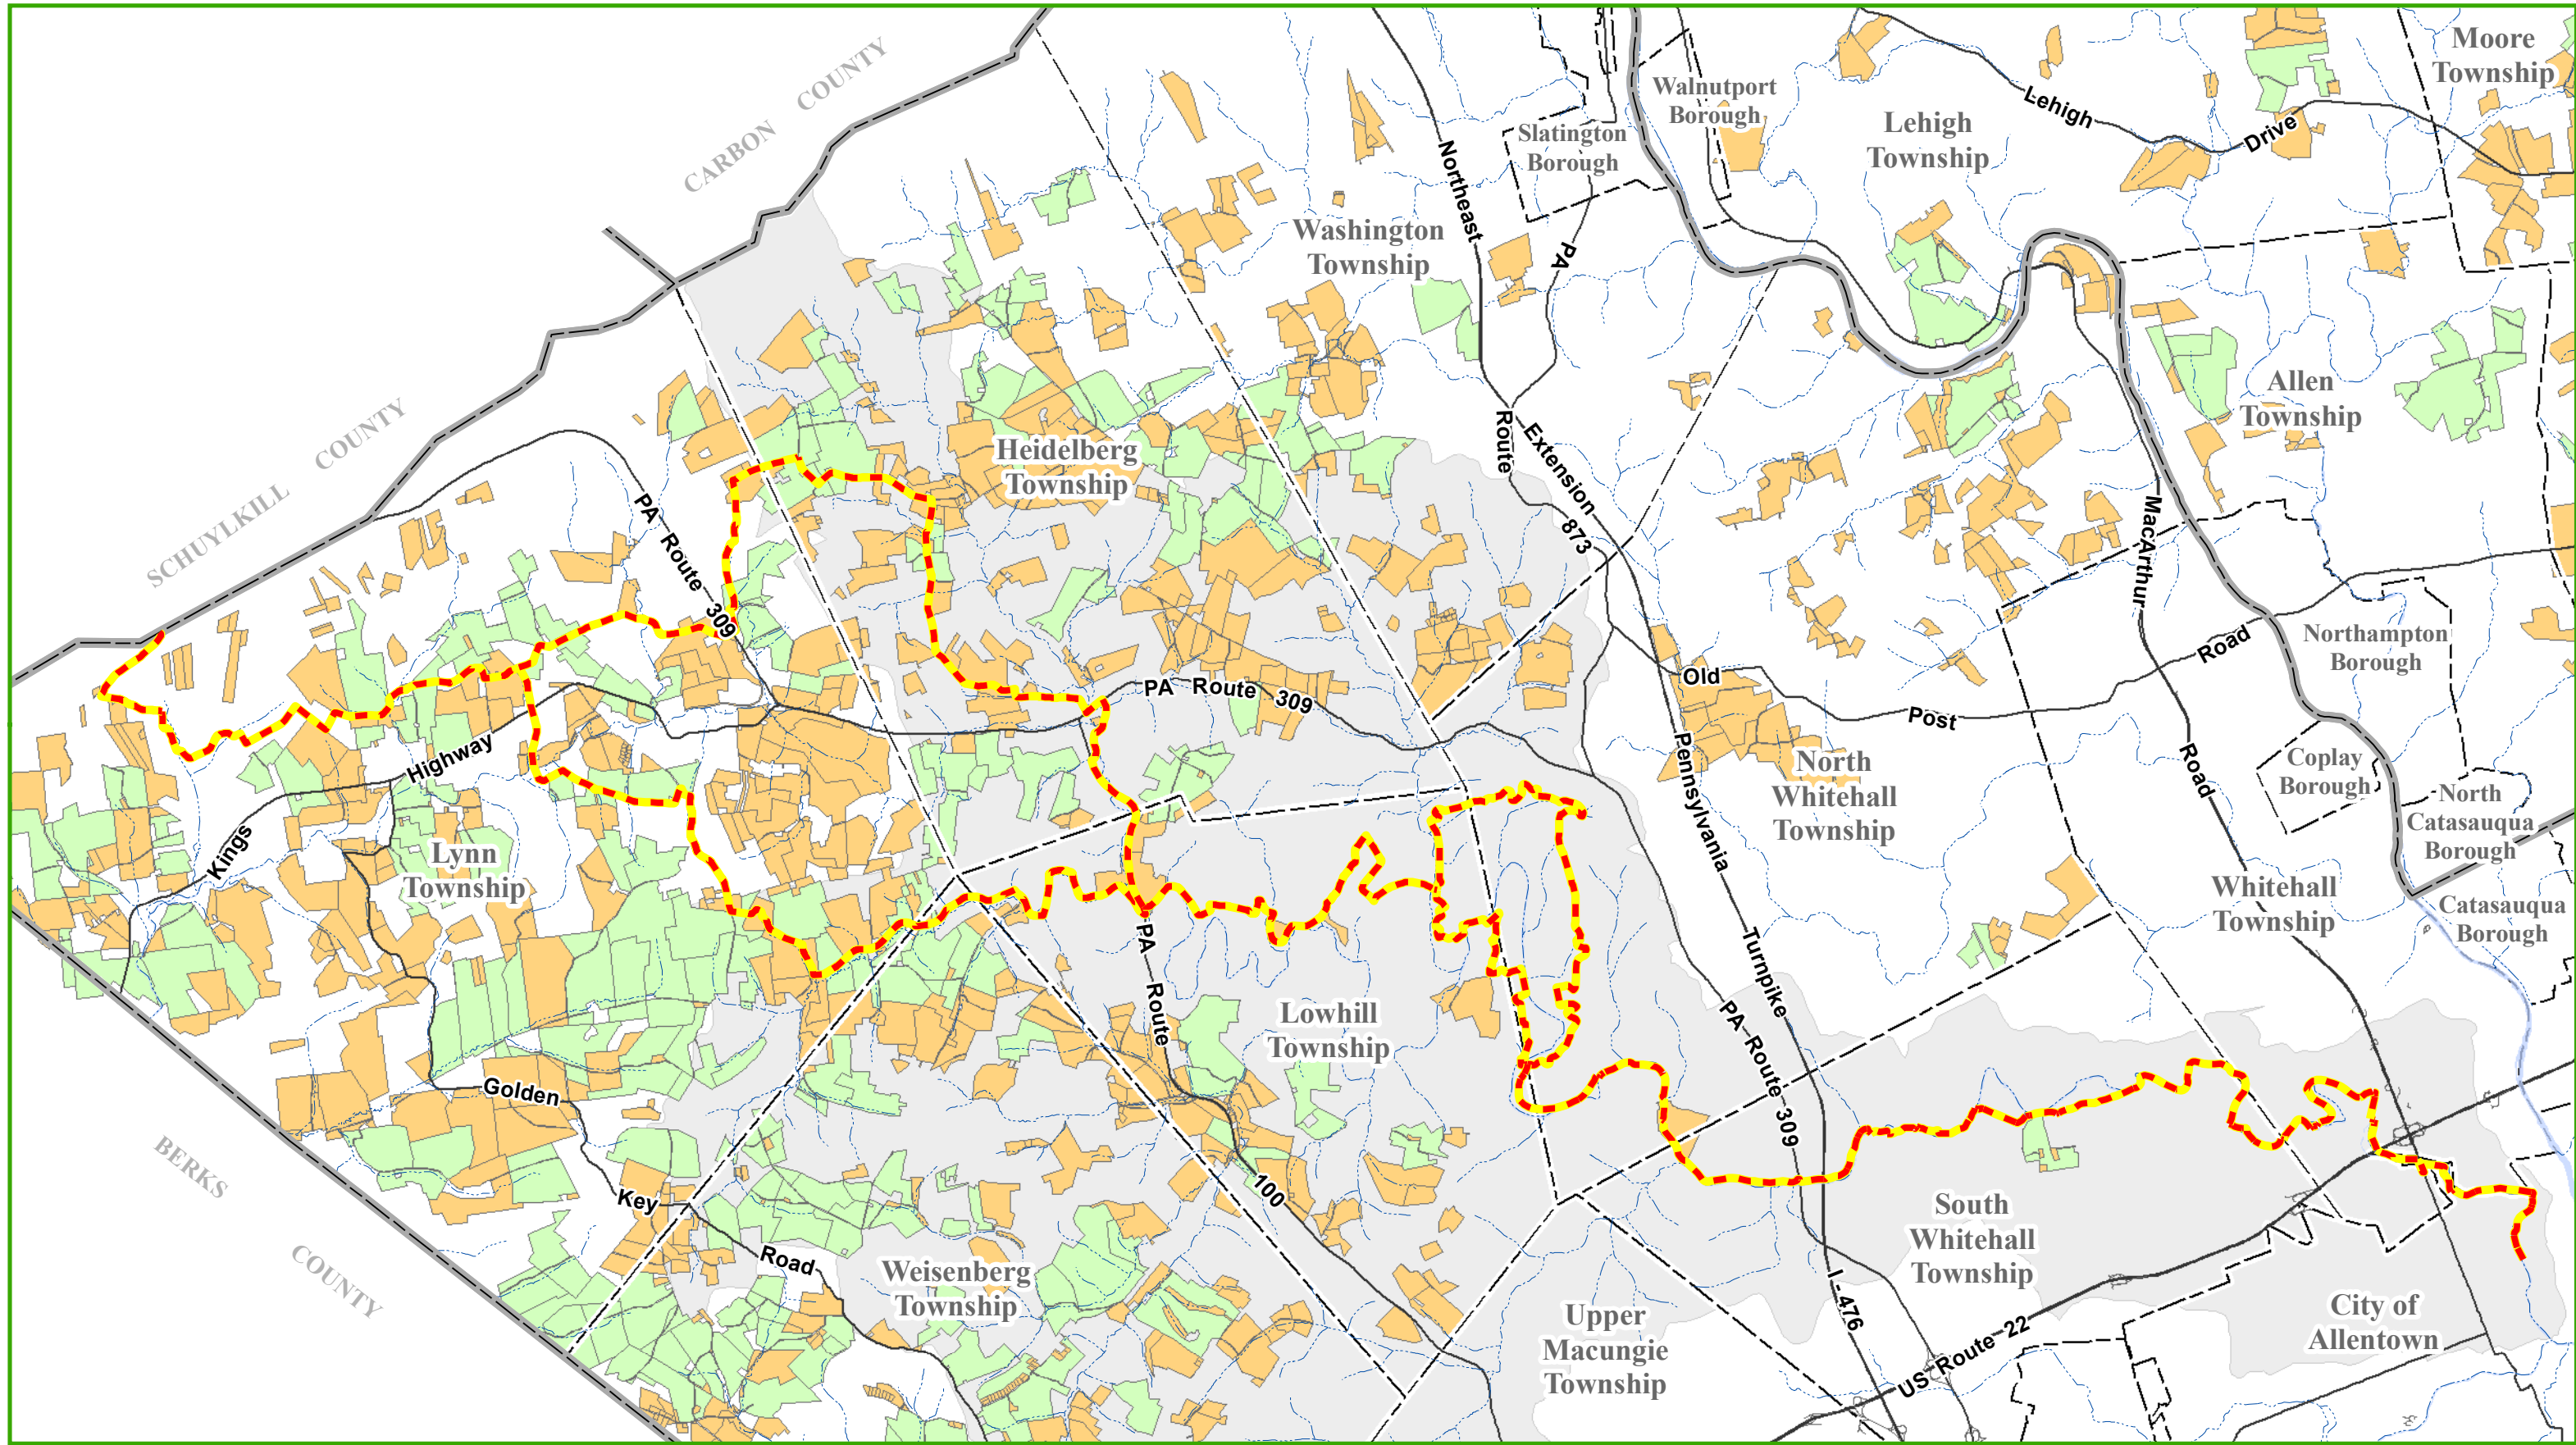 Moore
Township
CARBON COUNTY
Walnutport
Borough
Lehigh Drive
Slatington
Borough
Lehigh
Township
Northeast
Extension
Pennsylvania
Turnpike
I - 476
Washington
Township
PA
Route
873
SCHUYLKILL COUNTY
Allen
Township
Heidelberg
Township
PA Route 309
MacArthur
Road
Northampton
Borough
Old
Post
Road
PA Route 309
Kings
Highway
North
Whitehall
Township
Coplay
Borough
North
Catasauqua
Borough
Lynn
Township
Whitehall
Township
Catasauqua
Borough
PA
Route
100
Lowhill
Township
PA Route 309
Golden
Key
Road
BERKS
COUNTY
South
Whitehall
Township
Weisenberg
Township
Upper
Macungie
Township
US Route 22
City of
Allentown